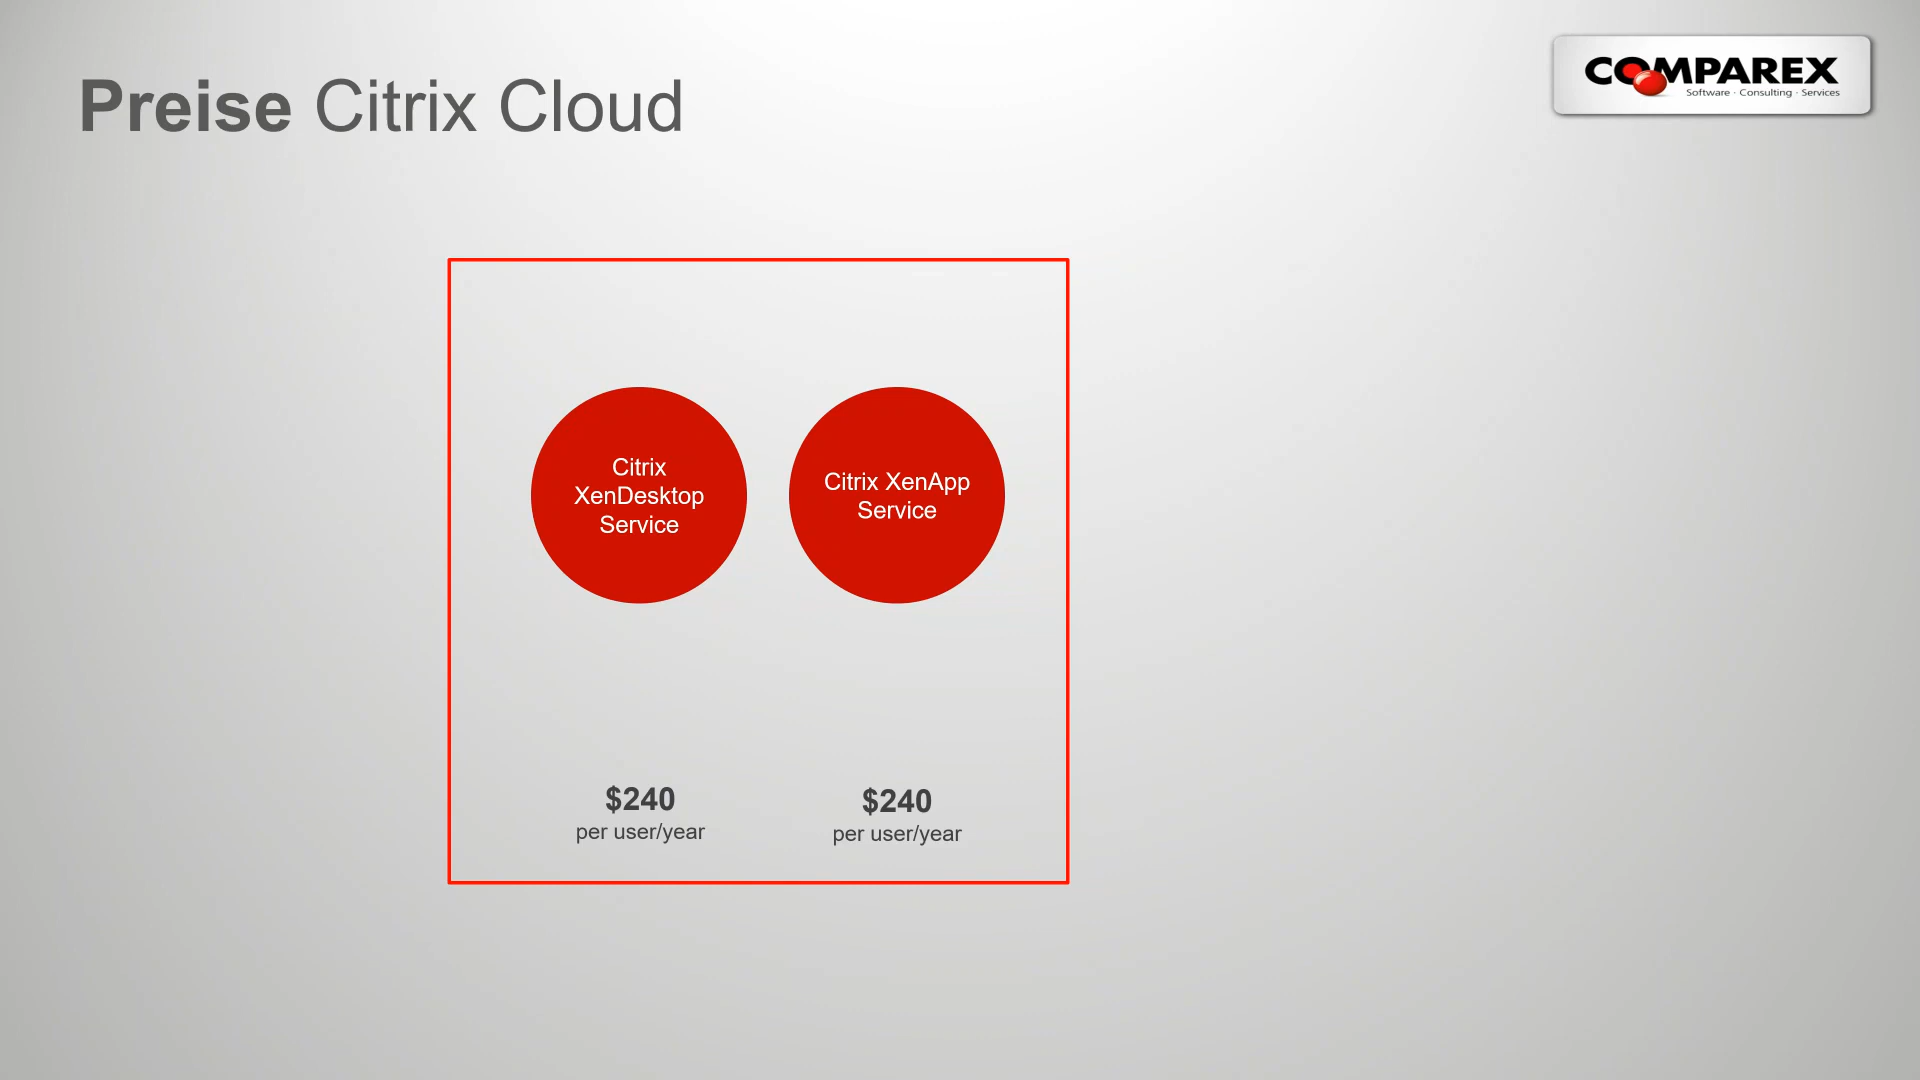 Preise Citrix Cloud
COMPAREX
Software · Consulting · Services
Citrix
XenDesktop
Service
Citrix XenApp
Service
$240
per user/year
$240
per user/year